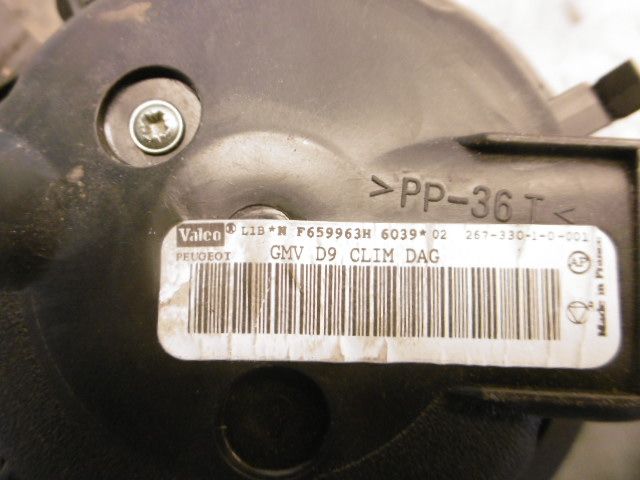 >PP-36 T<
Valeo® L1B *N F659963H 6039* 02 267-330-1-0-001
PEUGEOT GMV D9 CLIM DAG
Made in France